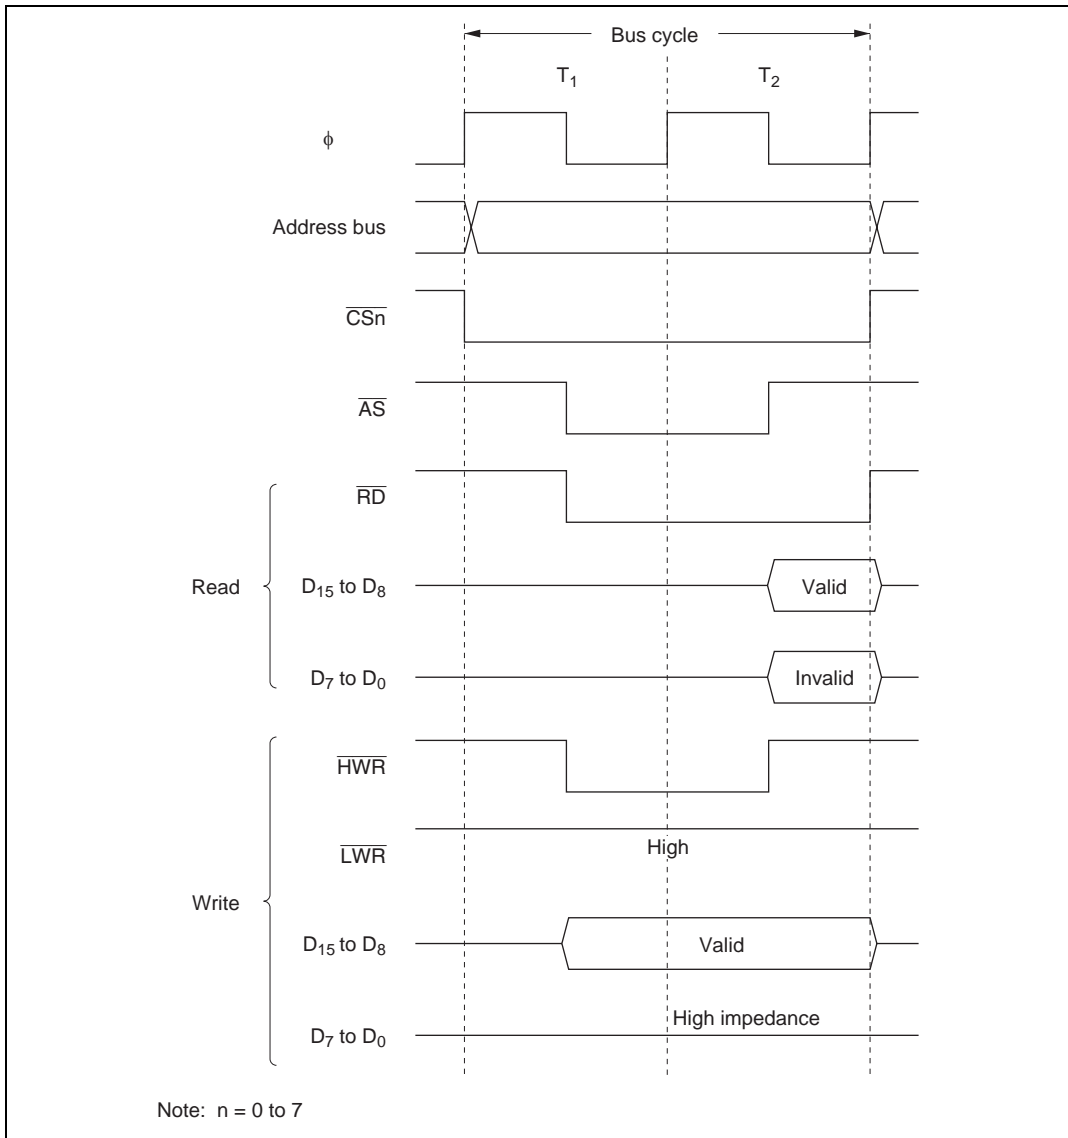 Bus cycle
T1 T2
φ
Address bus
CSn
AS
RD
Read
D15 to D8
Valid
D7 to D0
Invalid
HWR
LWR
High
Write
D15 to D8
Valid
D7 to D0
High impedance
Note: n = 0 to 7